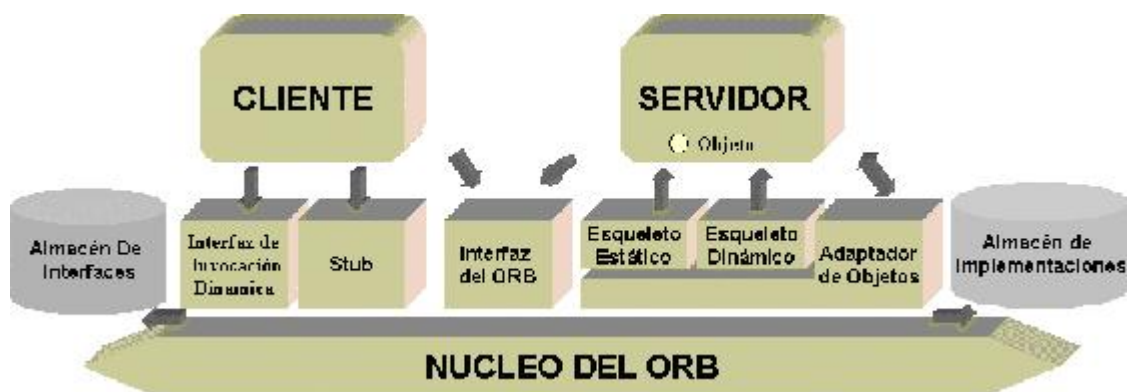 CLIENTE
SERVIDOR
Objeto
Almacén De
Interfaces
Interfaz de
Invocación
Dinamica
Stub
Interfaz
del ORB
Esqueleto
Estático
Esqueleto
Dinámico
Adaptador
de Objetos
Almacén de
Implementaciones
NUCLEO DEL ORB